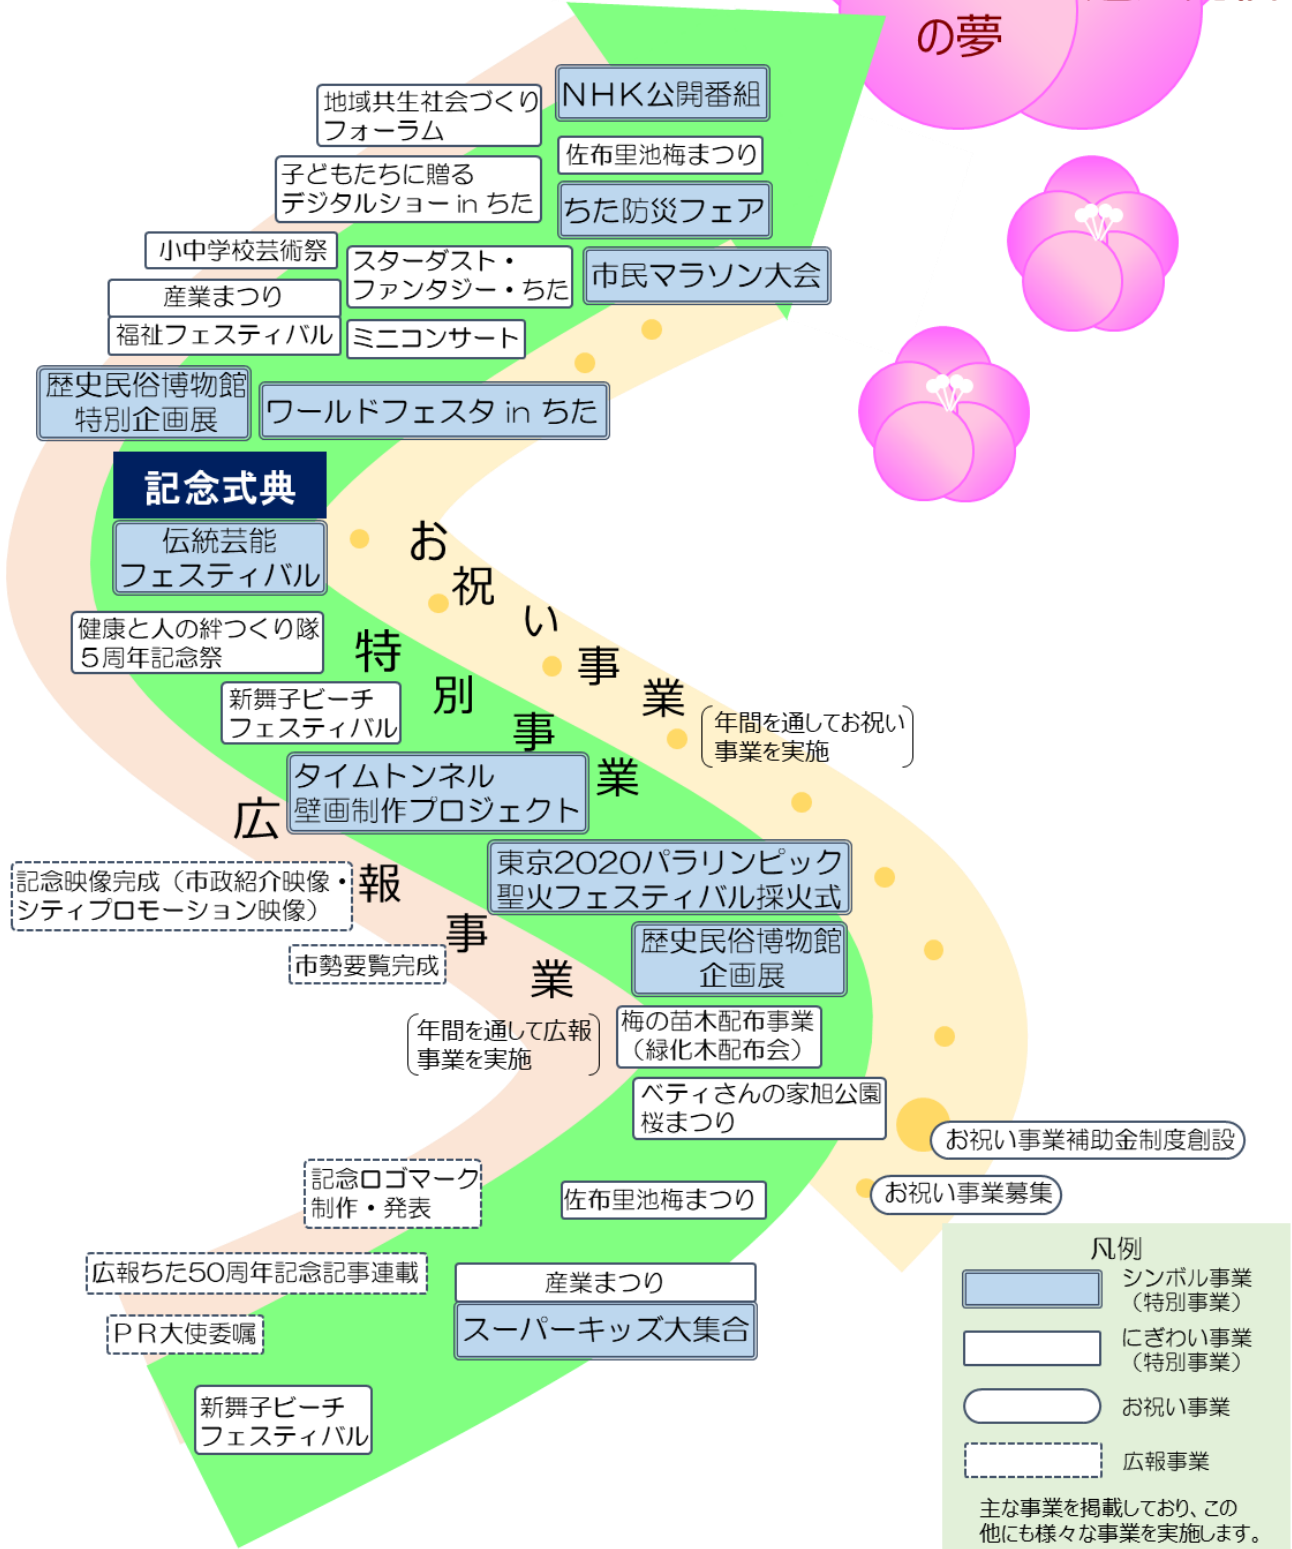 の夢
NHK公開番組
地域共生社会づくり
フォーラム
佐布里池梅まつり
子どもたちに贈る
デジタルショー in ちた
ちた防災フェア
小中学校芸術祭
スターダスト・
ファンタジー・ちた
市民マラソン大会
産業まつり
福祉フェスティバル
ミニコンサート
歴史民俗博物館
特別企画展
ワールドフェスタ in ちた
記念式典
伝統芸能
フェスティバル
お祝い事業
健康と人の絆つくり隊
5周年記念祭
特別事業
新舞子ビーチ
フェスティバル
年間を通してお祝い
事業を実施
タイムトンネル
壁画制作プロジェクト
広報事業
東京2020パラリンピック
聖火フェスティバル採火式
記念映像完成（市政紹介映像・
シティプロモーション映像）
歴史民俗博物館
企画展
市勢要覧完成
年間を通して広報
事業を実施
梅の苗木配布事業
（緑化木配布会）
ベティさんの家旭公園
桜まつり
お祝い事業補助金制度創設
記念ロゴマーク
制作・発表
佐布里池梅まつり
お祝い事業募集
広報ちた50周年記念記事連載
産業まつり
スーパーキッズ大集合
PR大使委嘱
新舞子ビーチ
フェスティバル
凡例
シンボル事業
（特別事業）
にぎわい事業
（特別事業）
お祝い事業
広報事業
主な事業を掲載しており、この
他にも様々な事業を実施します。